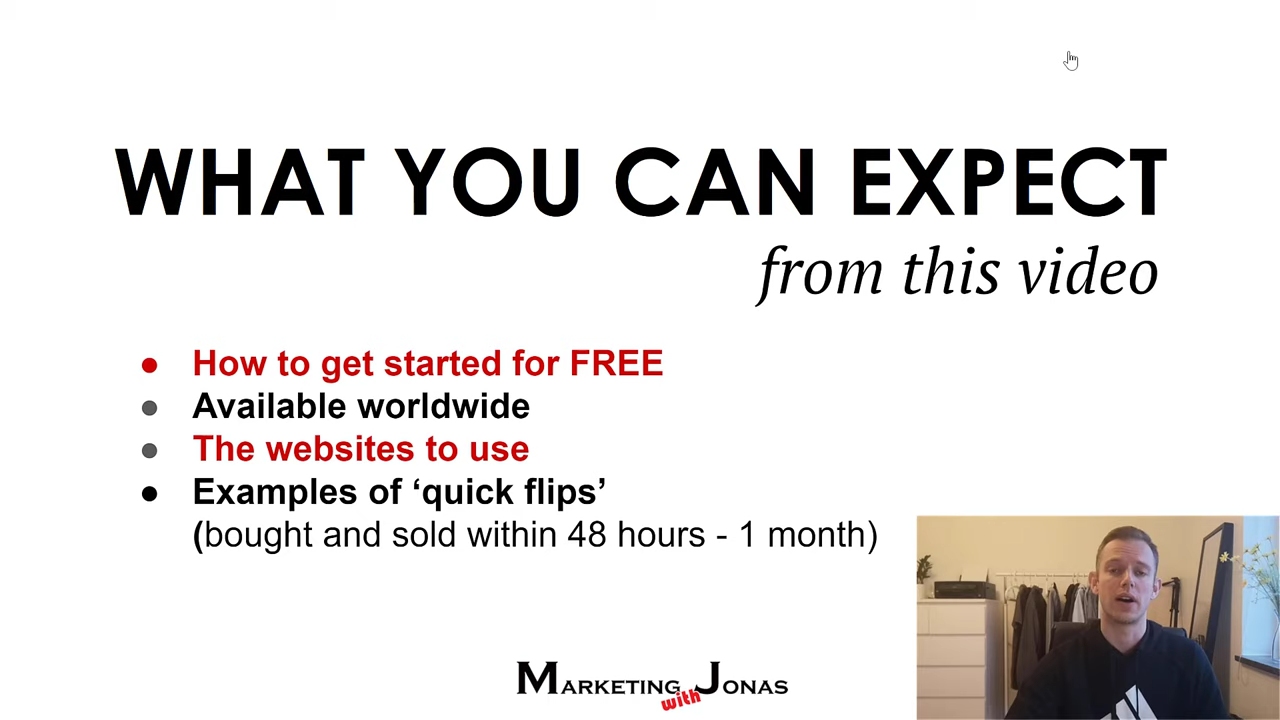 WHAT YOU CAN EXPECT
from this video
● How to get started for FREE
● Available worldwide
● The websites to use
● Examples of ‘quick flips’
(bought and sold within 48 hours - 1 month)
MARKETING with JONAS